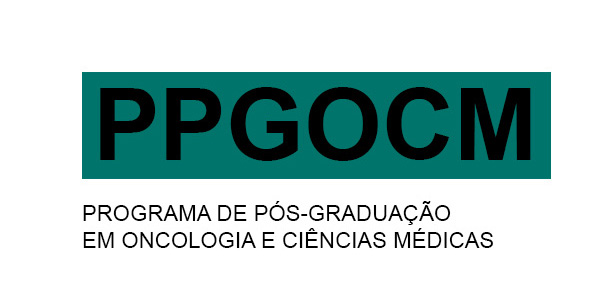 PPGOCM
PROGRAMA DE PÓS-GRADUAÇÃO
EM ONCOLOGIA E CIÊNCIAS MÉDICAS